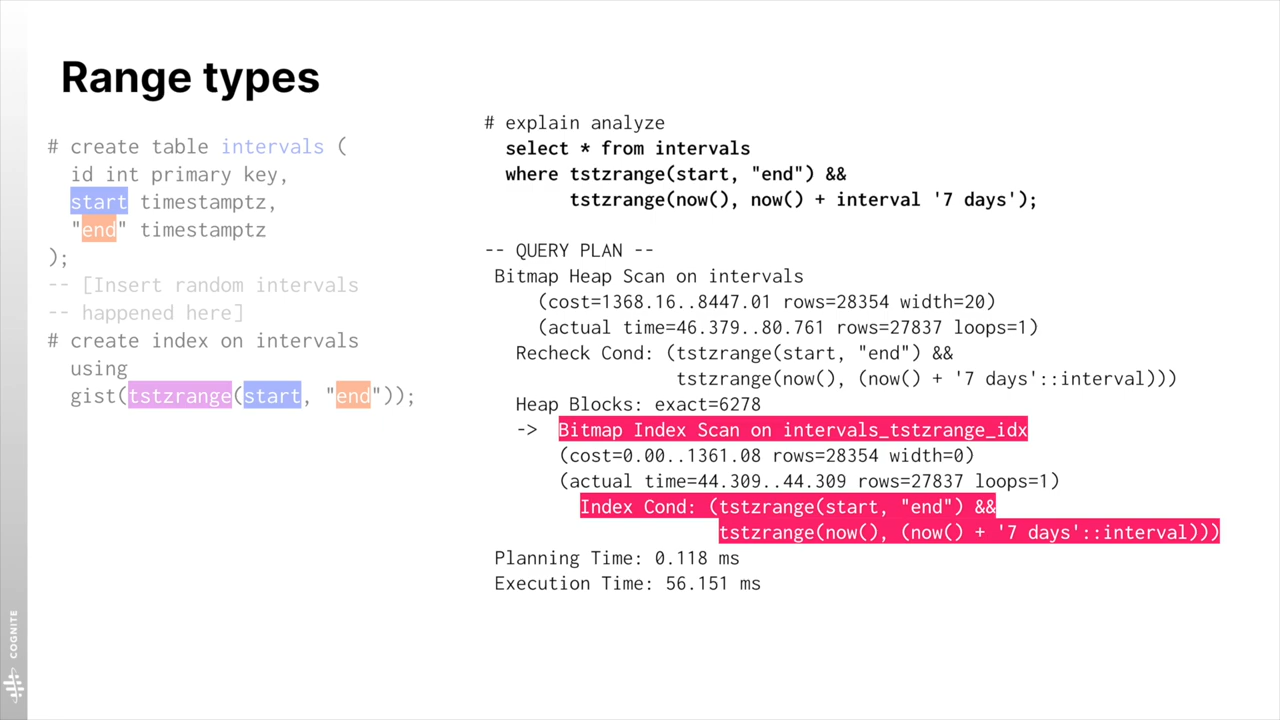 Range types
# create table intervals (
id int primary key,
start timestamptz,
"end" timestamptz
);
-- [Insert random intervals
-- happened here]
# create index on intervals
using
gist(tstzrange(start, "end"));
# explain analyze
select * from intervals
where tstzrange(start, "end") &&
tstzrange(now(), now() + interval '7 days');
-- QUERY PLAN --
Bitmap Heap Scan on intervals
(cost=1368.16..8447.01 rows=28354 width=20)
(actual time=46.379..80.761 rows=27837 loops=1)
Recheck Cond: (tstzrange(start, "end") &&
tstzrange(now(), (now() + '7 days'::interval)))
Heap Blocks: exact=6278
-> Bitmap Index Scan on intervals_tstzrange_idx
(cost=0.00..1361.08 rows=28354 width=0)
(actual time=44.309..44.309 rows=27837 loops=1)
Index Cond: (tstzrange(start, "end") &&
tstzrange(now(), (now() + '7 days'::interval)))
Planning Time: 0.118 ms
Execution Time: 56.151 ms
COGNITE